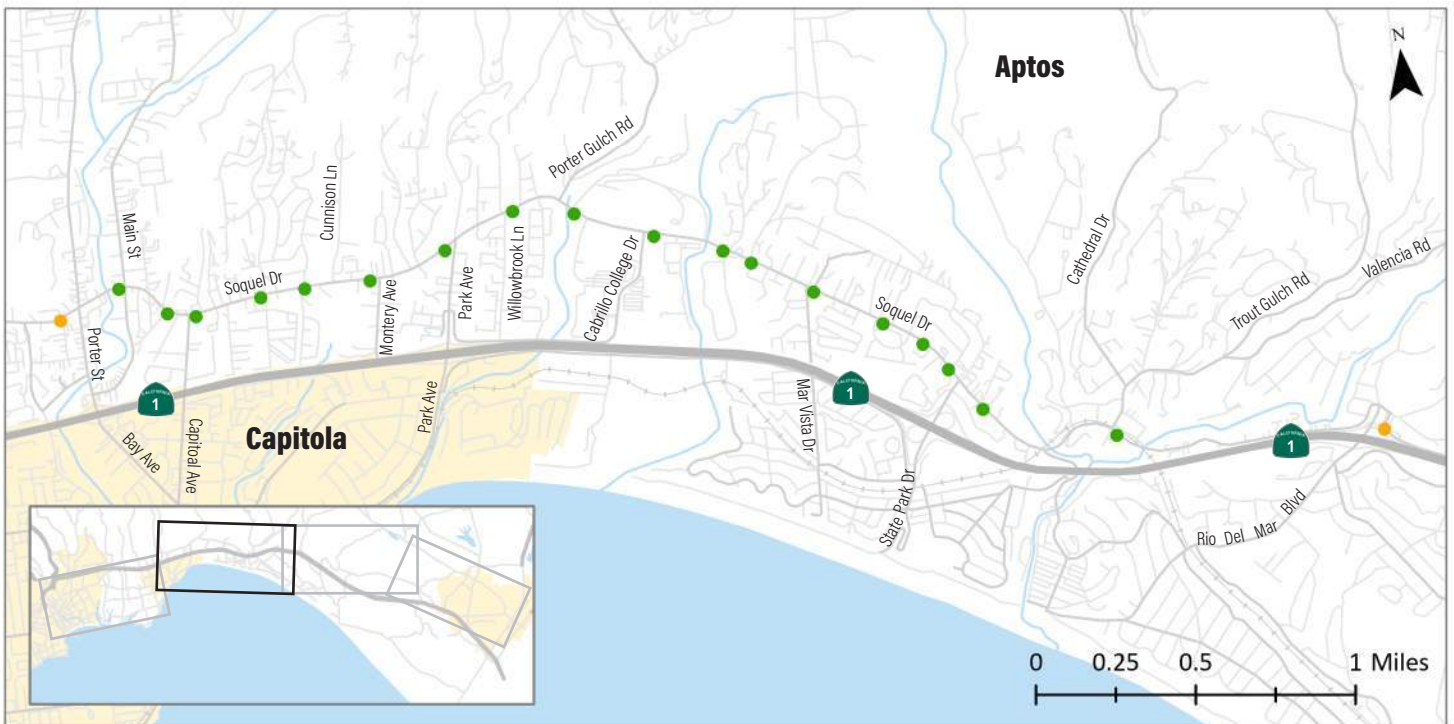 Aptos
N
Porter Gulch Rd
Main St
Cunnison Ln
Soquel Dr
Montery Ave
Park Ave
Willowbrook Ln
Cabrillo College Dr
Cathedral Dr
Valencia Rd
Trout Gulch Rd
Soquel Dr
Porter St
1
Bay Ave
Capitoal Ave
Capitola
Park Ave
Mar Vista Dr
1
State Park Dr
1
Rio Del Mar Blvd
0 0.25 0.5 1 Miles